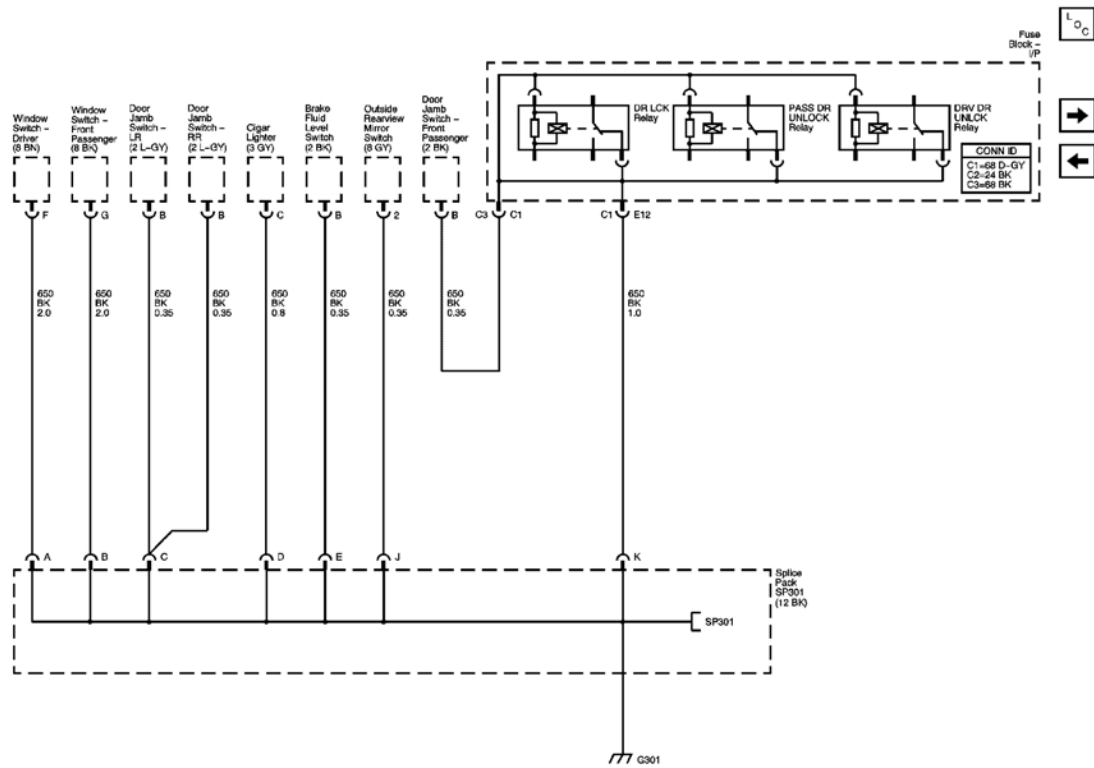 L
O
C
Fuse
Block –
I/P
Window
Switch –
Driver
(8 BN)
Window
Switch –
Front
Passenger
(8 BK)
Door
Jamb
Switch –
LR
(2 L–GY)
Door
Jamb
Switch –
RR
(2 L–GY)
Cigar
Lighter
(3 GY)
Brake
Fluid
Level
Switch
(2 BK)
Outside
Rearview
Mirror
Switch
(8 GY)
Door
Jamb
Switch –
Front
Passenger
(2 BK)
DR LCK
Relay
PASS DR
UNLOCK
Relay
DRV DR
UNLCK
Relay
CONN ID
C1=68 D–GY
C2=24 BK
C3=68 BK
F
G
B
B
C
B
2
B
C3
C1
C1
E12
650
BK
2.0
650
BK
2.0
650
BK
0.35
650
BK
0.35
650
BK
0.8
650
BK
0.35
650
BK
0.35
650
BK
0.35
650
BK
1.0
A
B
C
D
E
J
K
Splice
Pack
SP301
(12 BK)
SP301
G301